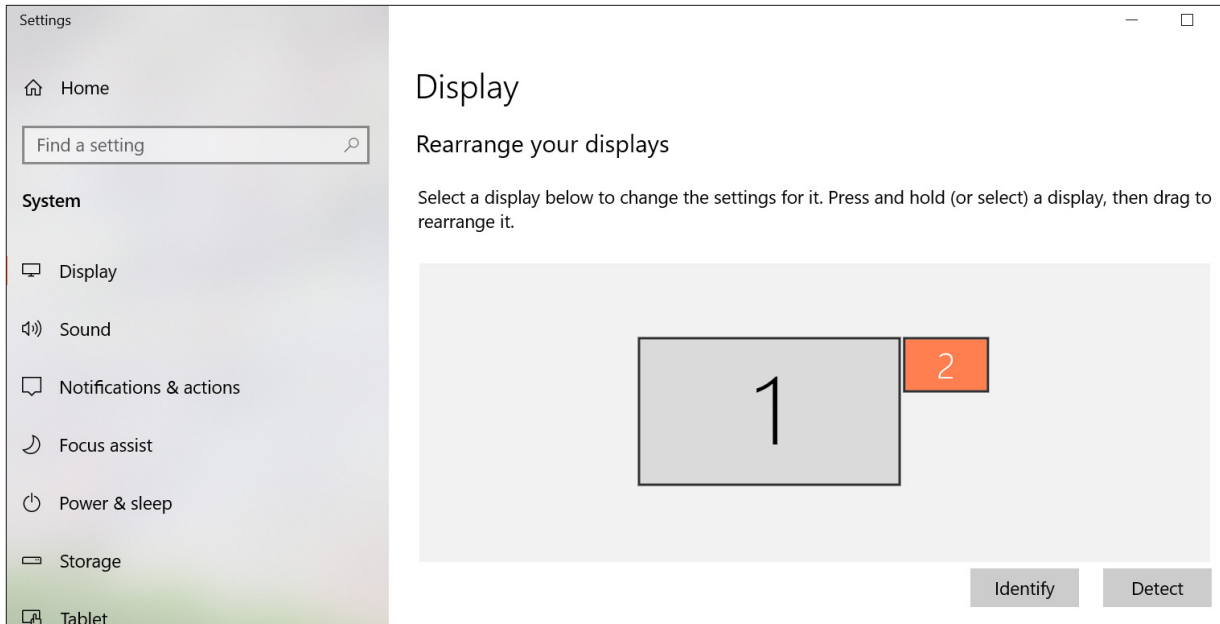 Settings
Home
Find a setting
System
Display
Sound
Notifications & actions
Focus assist
Power & sleep
Storage
Tablet
Display
Rearrange your displays
Select a display below to change the settings for it. Press and hold (or select) a display, then drag to
rearrange it.
1
2
Identify
Detect